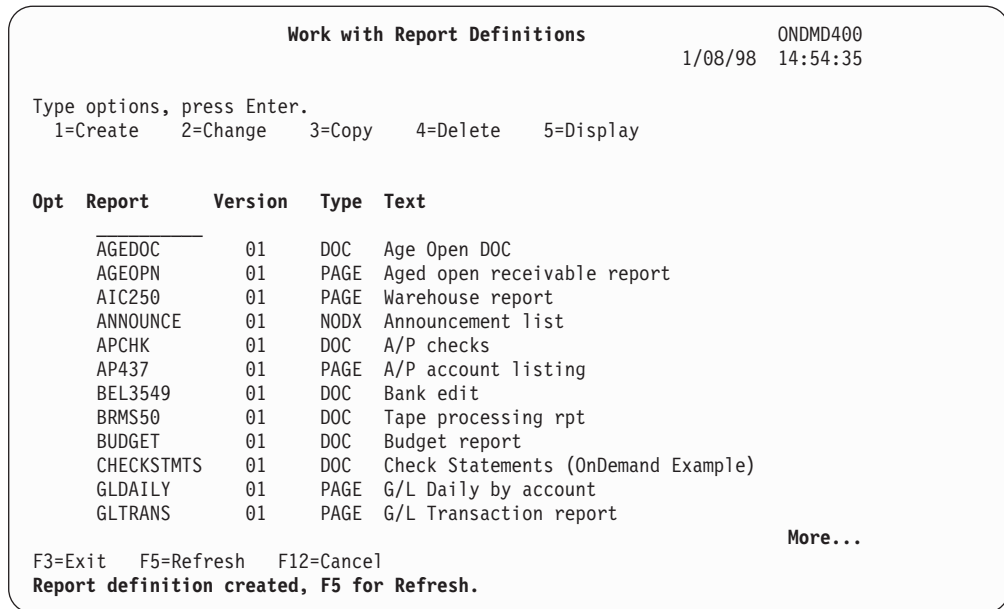 Work with Report Definitions ONDMD400
1/08/98 14:54:35
Type options, press Enter.
1=Create 2=Change 3=Copy 4=Delete 5=Display
Opt Report Version Type Text
__________
AGEDOC 01 DOC Age Open DOC
AGEOPN 01 PAGE Aged open receivable report
AIC250 01 PAGE Warehouse report
ANNOUNCE 01 NODX Announcement list
APCHK 01 DOC A/P checks
AP437 01 PAGE A/P account listing
BEL3549 01 DOC Bank edit
BRMS50 01 DOC Tape processing rpt
BUDGET 01 DOC Budget report
CHECKSTMTS 01 DOC Check Statements (OnDemand Example)
GLDAILY 01 PAGE G/L Daily by account
GLTRANS 01 PAGE G/L Transaction report
More...
F3=Exit F5=Refresh F12=Cancel
Report definition created, F5 for Refresh.